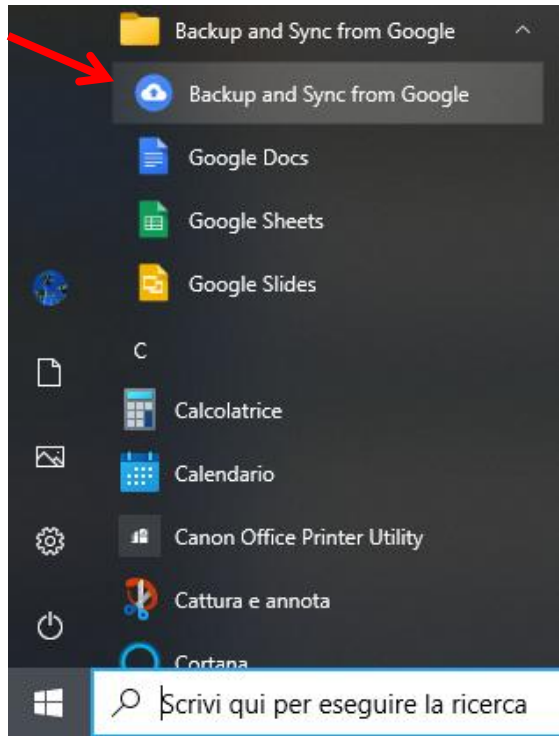 Backup and Sync from Google
Backup and Sync from Google
Google Docs
Google Sheets
Google Slides
C
Calcolatrice
Calendario
Canon Office Printer Utility
Cattura e annota
Cortana
Scrivi qui per eseguire la ricerca